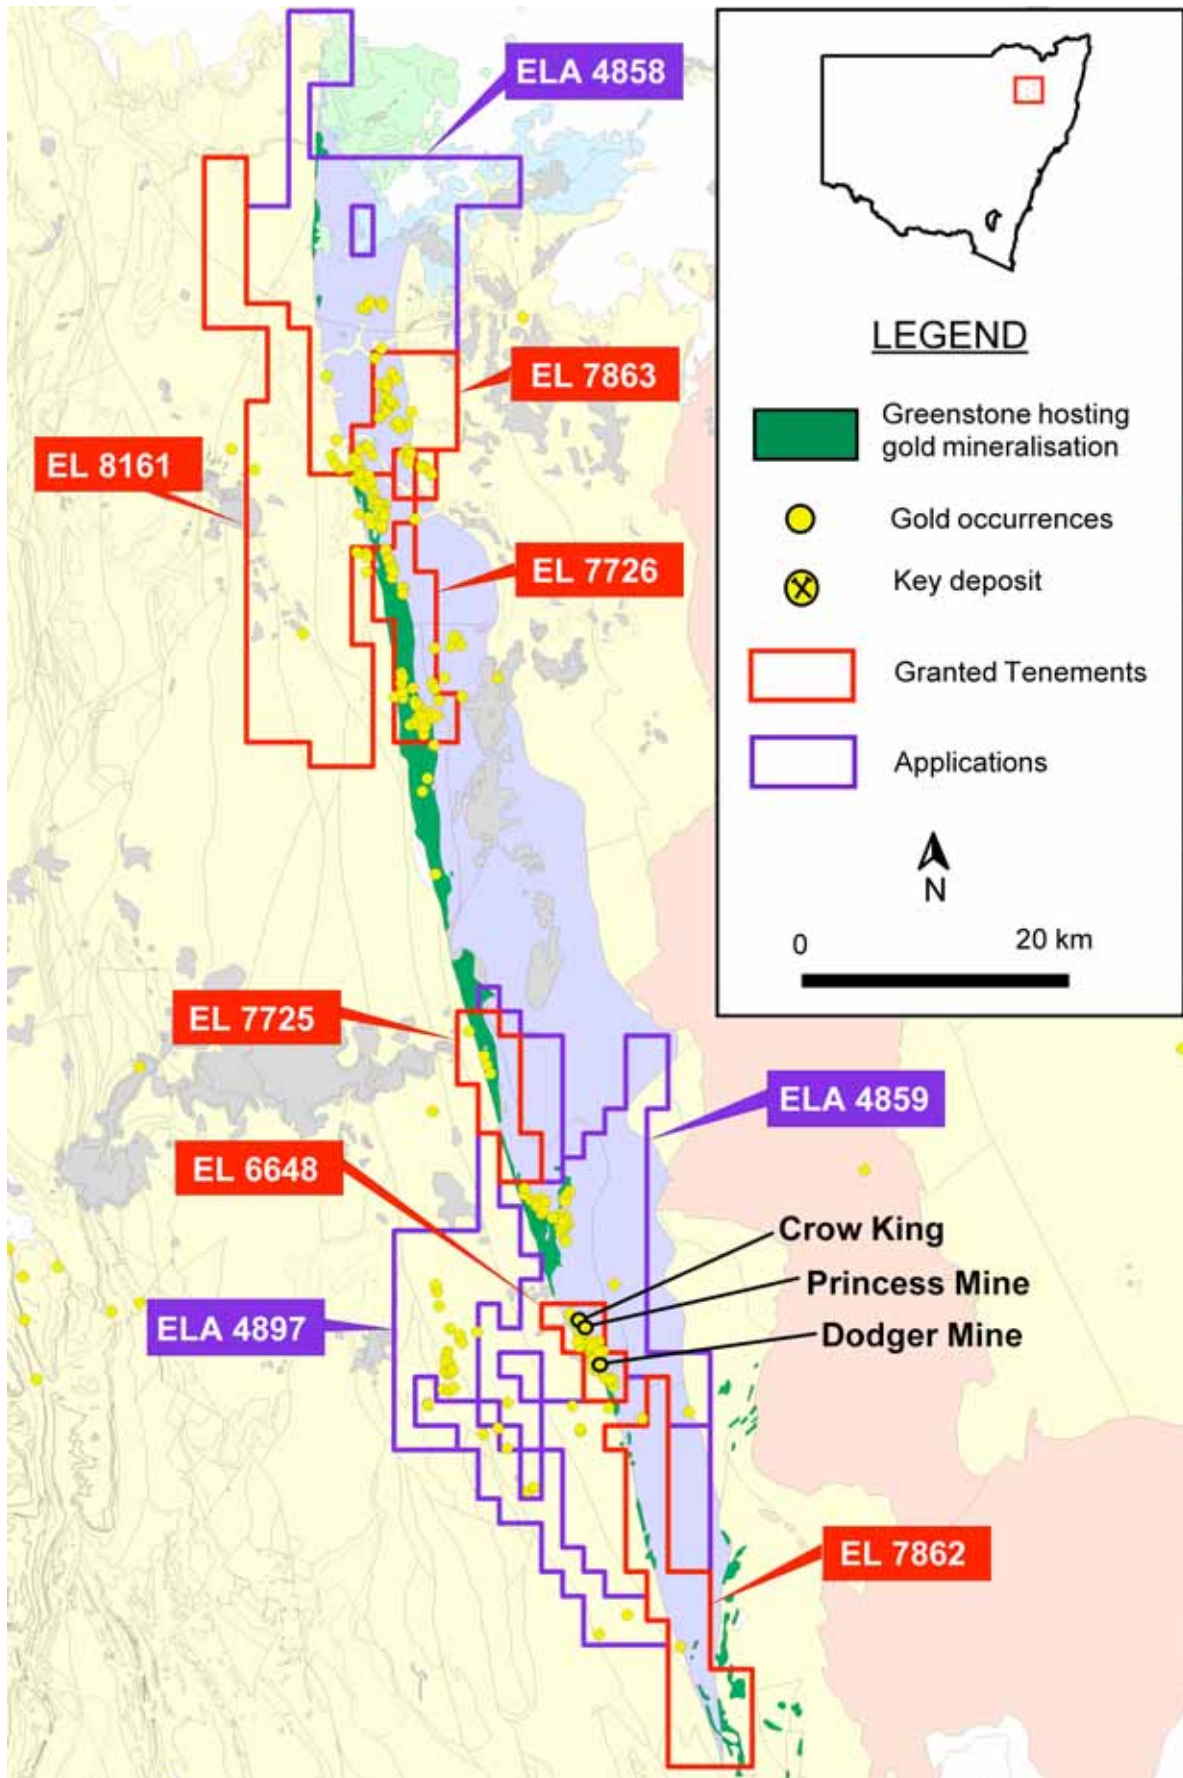 ELA 4858
EL 7863
EL 8161
EL 7726
EL 7725
ELA 4859
EL 6648
Crow King
Princess Mine
ELA 4897
Dodger Mine
EL 7862
LEGEND
Greenstone hosting
gold mineralisation
Gold occurrences
Key deposit
Granted Tenements
Applications
N
0 20 km